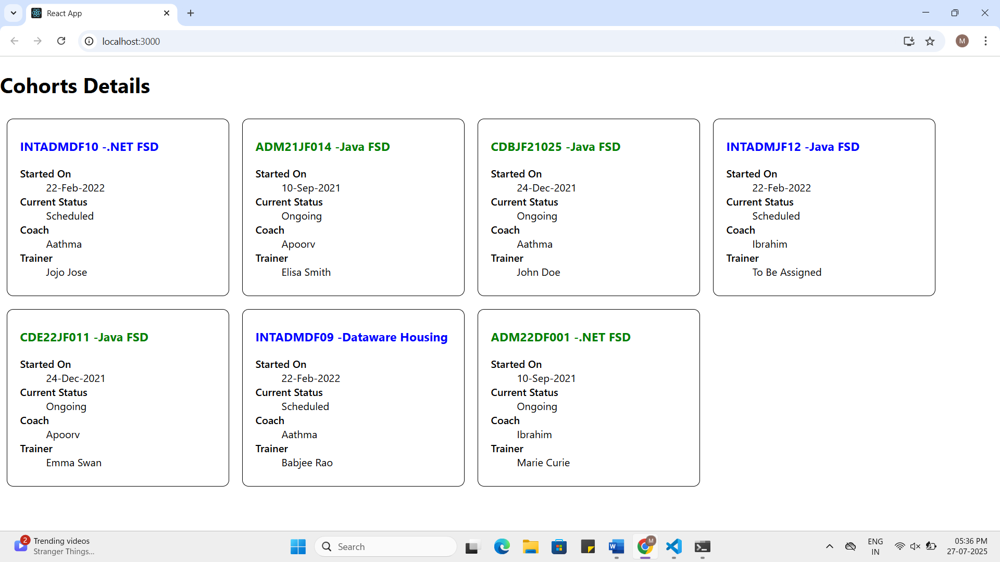 React App
localhost:3000
M
Cohorts Details
INTADMDF10 -.NET FSD
Started On
22-Feb-2022
Current Status
Scheduled
Coach
Aathma
Trainer
Jojo Jose
ADM21JF014 -Java FSD
Started On
10-Sep-2021
Current Status
Ongoing
Coach
Apoorv
Trainer
Elisa Smith
CDBJF21025 -Java FSD
Started On
24-Dec-2021
Current Status
Ongoing
Coach
Aathma
Trainer
John Doe
INTADMJF12 -Java FSD
Started On
22-Feb-2022
Current Status
Scheduled
Coach
Ibrahim
Trainer
To Be Assigned
CDE22JF011 -Java FSD
Started On
24-Dec-2021
Current Status
Ongoing
Coach
Apoorv
Trainer
Emma Swan
INTADMDF09 -Dataware Housing
Started On
22-Feb-2022
Current Status
Scheduled
Coach
Aathma
Trainer
Babjee Rao
ADM22DF001 -.NET FSD
Started On
10-Sep-2021
Current Status
Ongoing
Coach
Ibrahim
Trainer
Marie Curie
2
Trending videos
Stranger Things...
Search
W
M
ENG
IN
05:36 PM
27-07-2025